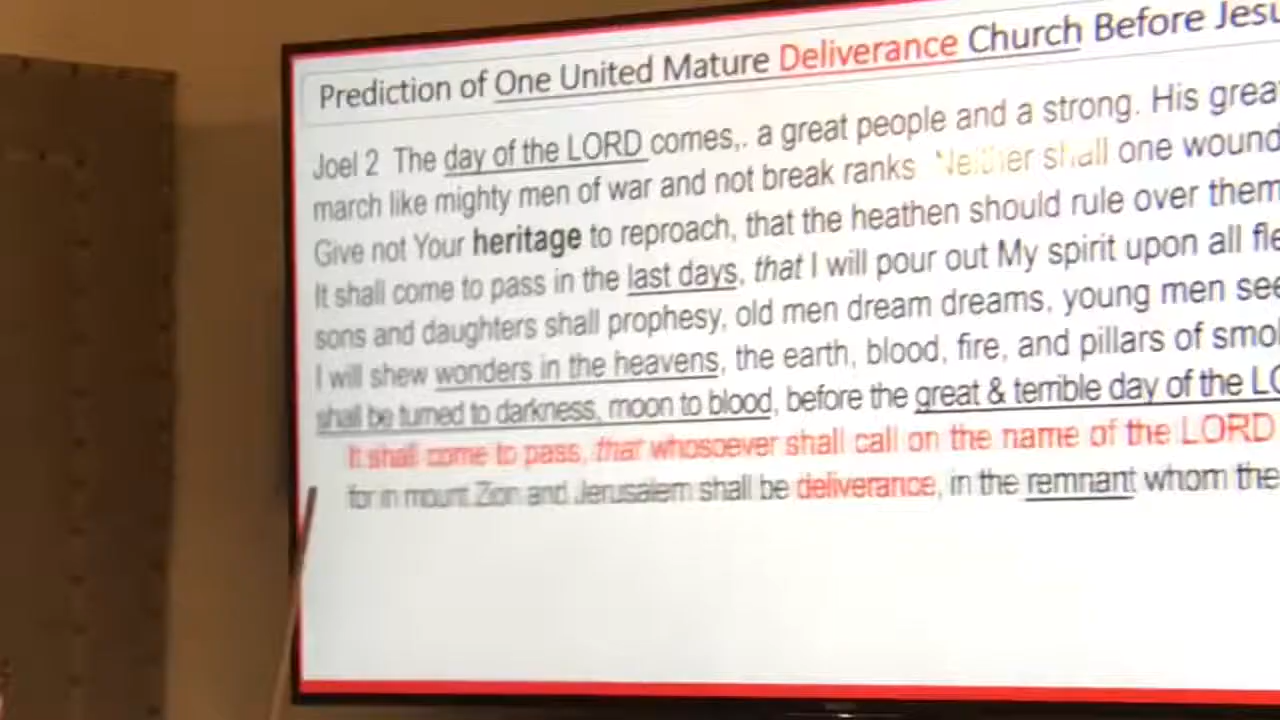 Prediction of One United Mature Deliverance Church Before Jesu
Joel 2 The day of the LORD comes,. a great people and a strong. His grea
march like mighty men of war and not break ranks Neither shall one wound
Give not Your heritage to reproach, that the heathen should rule over them
It shall come to pass in the last days, that I will pour out My spirit upon all fle
sons and daughters shall prophesy, old men dream dreams, young men see
I will shew wonders in the heavens, the earth, blood, fire, and pillars of smo
shall be turned to darkness, moon to blood, before the great & terrible day of the LO
It shall come to pass, that whosoever shall call on the name of the LORD
for in mount Zion and Jerusalem shall be deliverance, in the remnant whom the